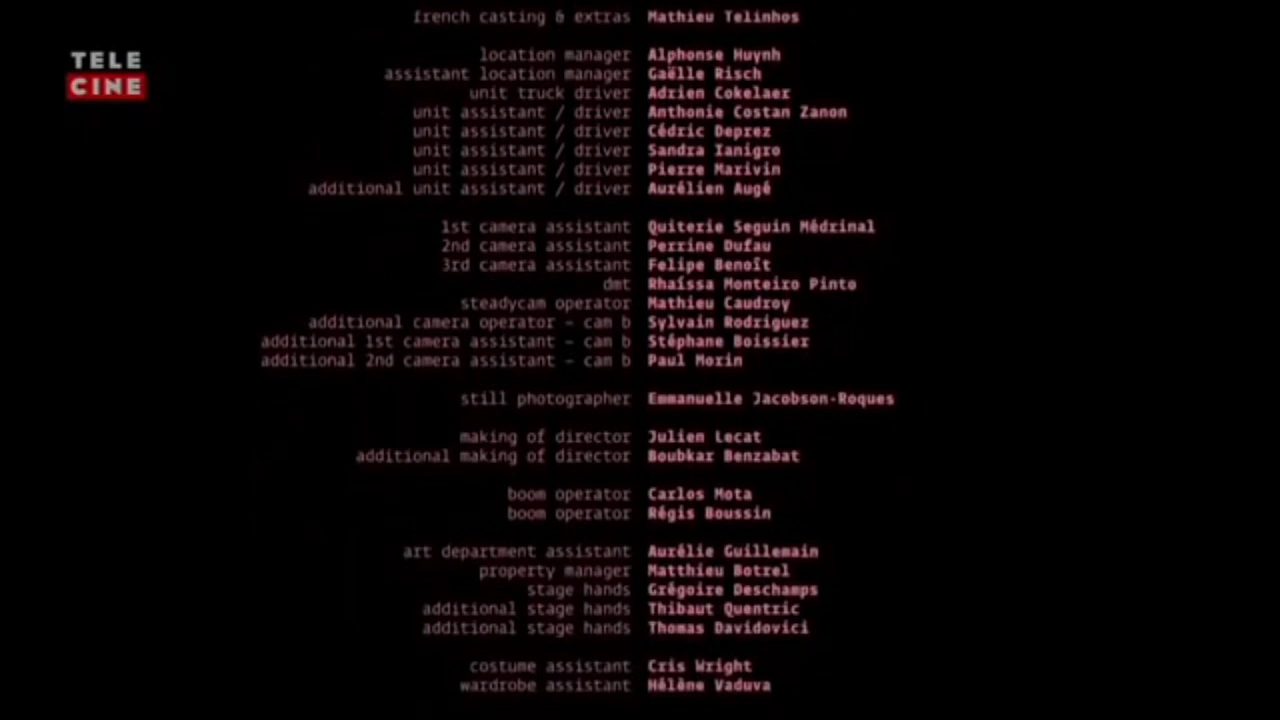 french casting & extras Mathieu Telinhos
TELE
CINE
location manager Alphonse Huynh
assistant location manager Gaëlle Risch
unit truck driver Adrien Cokelaer
unit assistant / driver Anthonie Costan Zanon
unit assistant / driver Cédric Deprez
unit assistant / driver Sandra Ianigro
unit assistant / driver Pierre Marivin
additional unit assistant / driver Aurélien Augé
1st camera assistant Quiterie Seguin Médrinal
2nd camera assistant Perrine Dufau
3rd camera assistant Felipe Benoît
dmt Rhaíssa Monteiro Pinto
steadycam operator Mathieu Caudroy
additional camera operator - cam b Sylvain Rodriguez
additional 1st camera assistant - cam b Stéphane Boissier
additional 2nd camera assistant - cam b Paul Morin
still photographer Emmanuelle Jacobson-Roques
making of director Julien Lecat
additional making of director Boubkar Benzabat
boom operator Carlos Mota
boom operator Régis Boussin
art department assistant Aurélie Guillemain
property manager Matthieu Botrel
stage hands Grégoire Deschamps
additional stage hands Thibaut Quentric
additional stage hands Thomas Davidovici
costume assistant Cris Wright
wardrobe assistant Hélène Vaduva